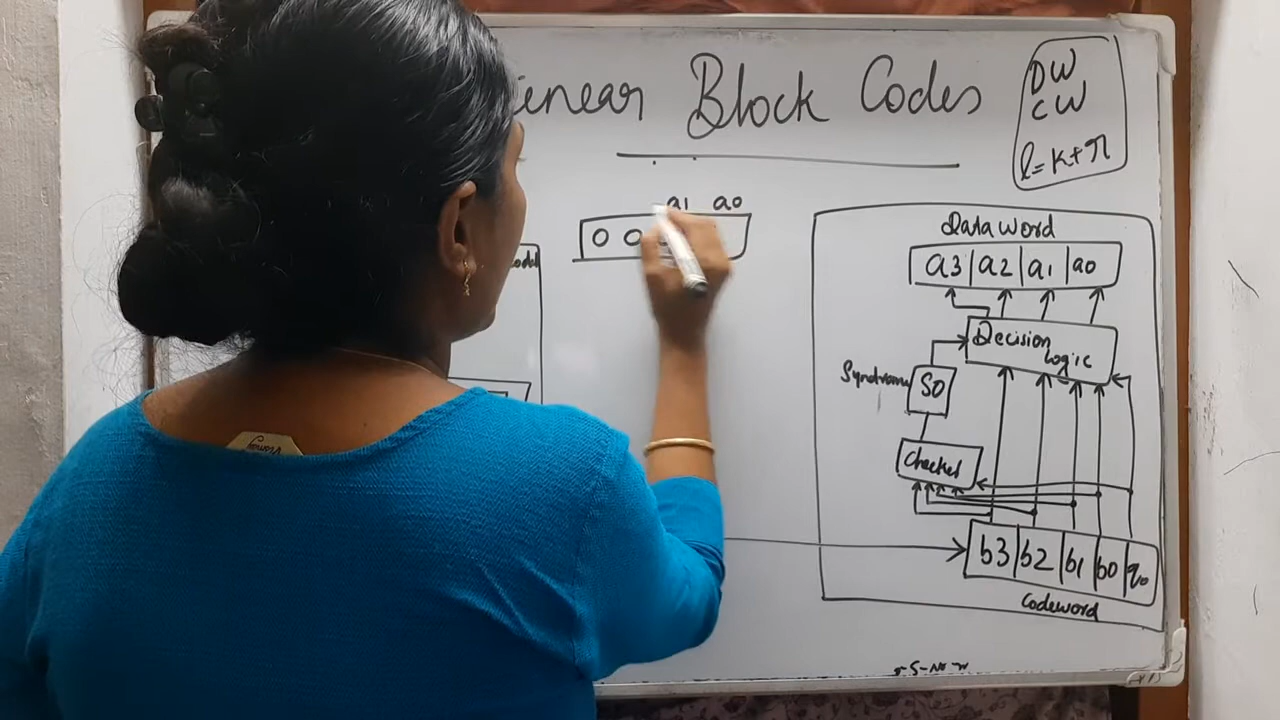 Linear Block Codes
DW
CW
l=k+r
a1 a0
0 0
Dataword
a3 a2 a1 a0
Decision
logic
Syndrome
S0
Checker
b3 b2 b1 b0 q0
Codeword